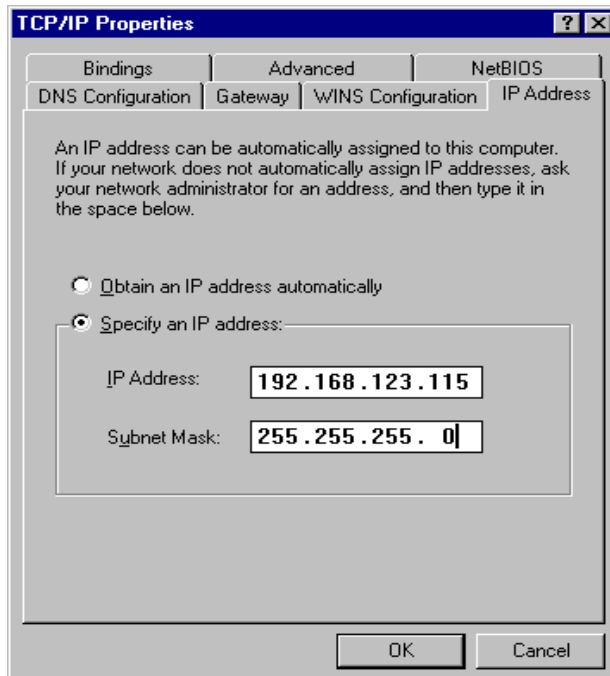 TCP/IP Properties
Bindings Advanced NetBIOS
DNS Configuration Gateway WINS Configuration IP Address
An IP address can be automatically assigned to this computer.
If your network does not automatically assign IP addresses, ask
your network administrator for an address, and then type it in
the space below.
Obtain an IP address automatically
Specify an IP address:
IP Address: 192.168.123.115
Subnet Mask: 255.255.255. 0
OK Cancel